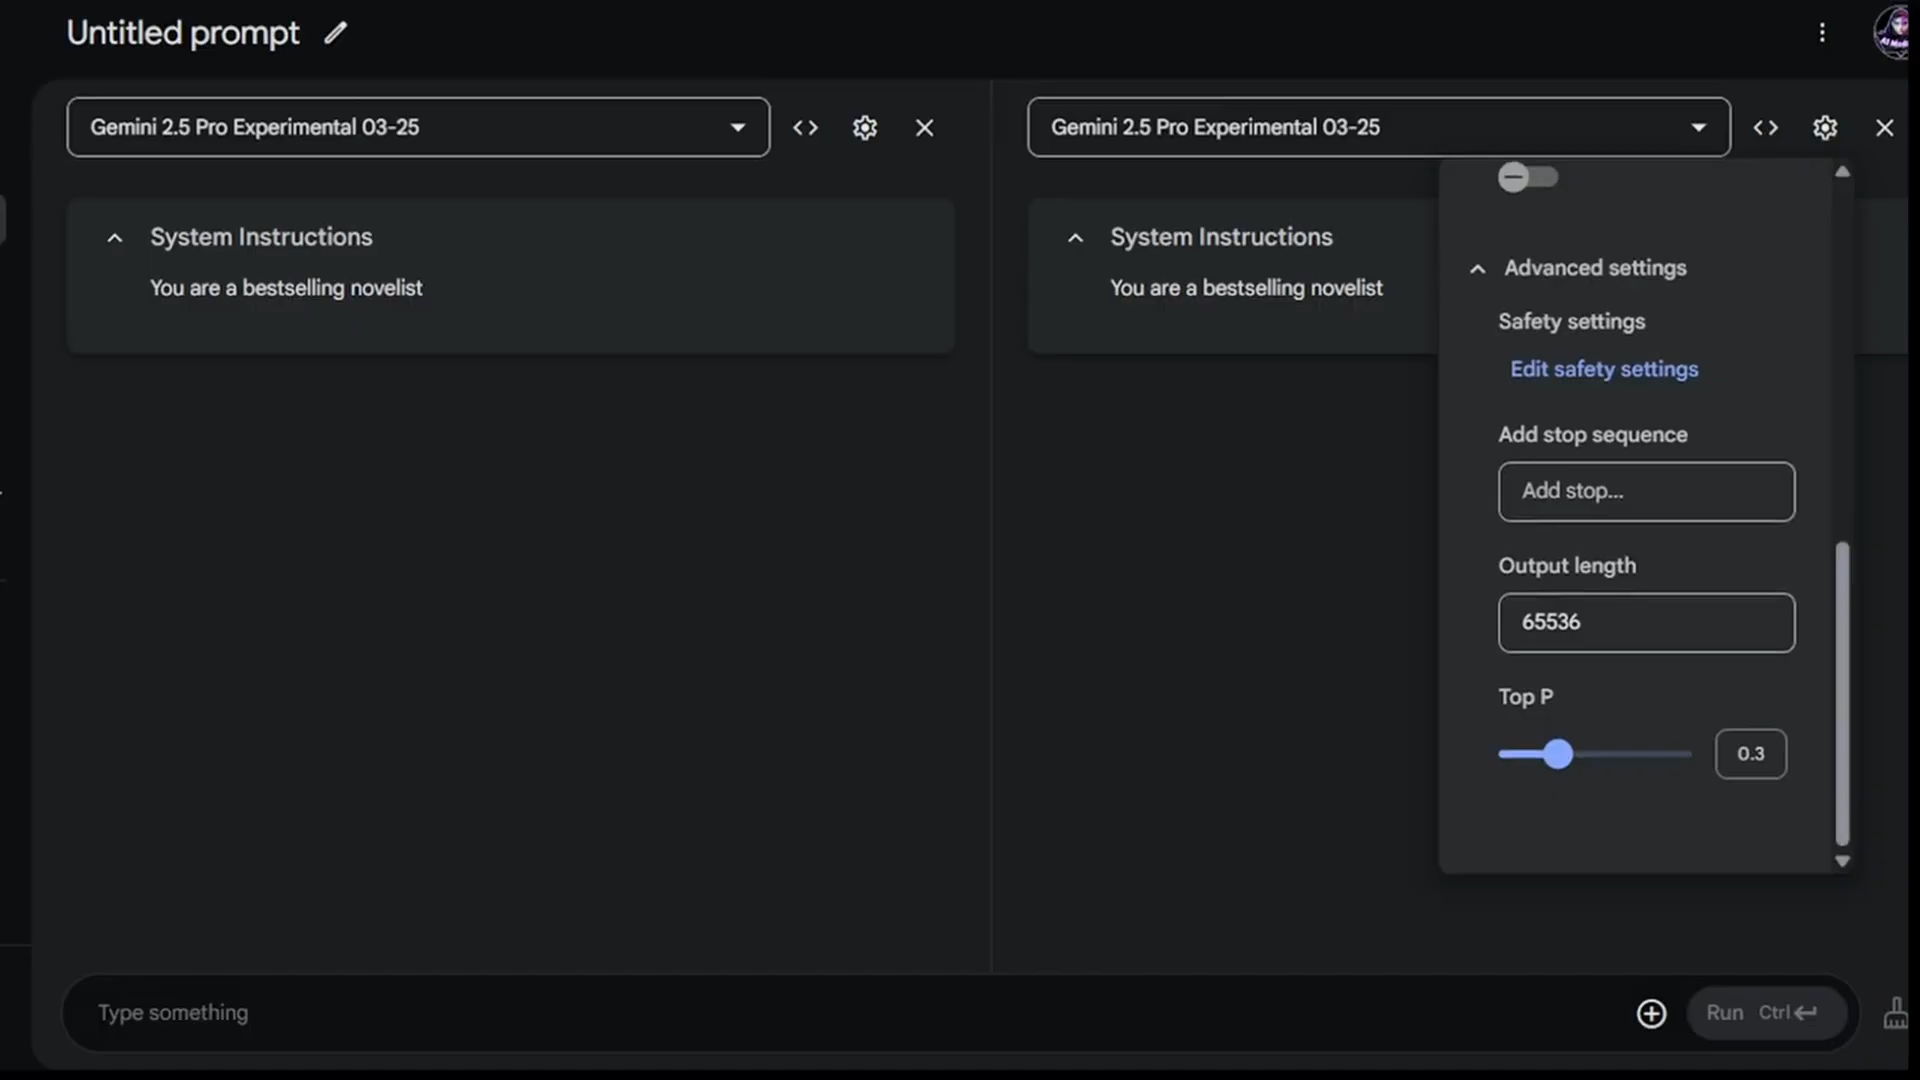 Untitled prompt
Gemini 2.5 Pro Experimental 03-25
System Instructions
You are a bestselling novelist
Gemini 2.5 Pro Experimental 03-25
System Instructions
You are a bestselling novelist
Advanced settings
Safety settings
Edit safety settings
Add stop sequence
Add stop...
Output length
65536
Top P
0.3
Type something
Run Ctrl